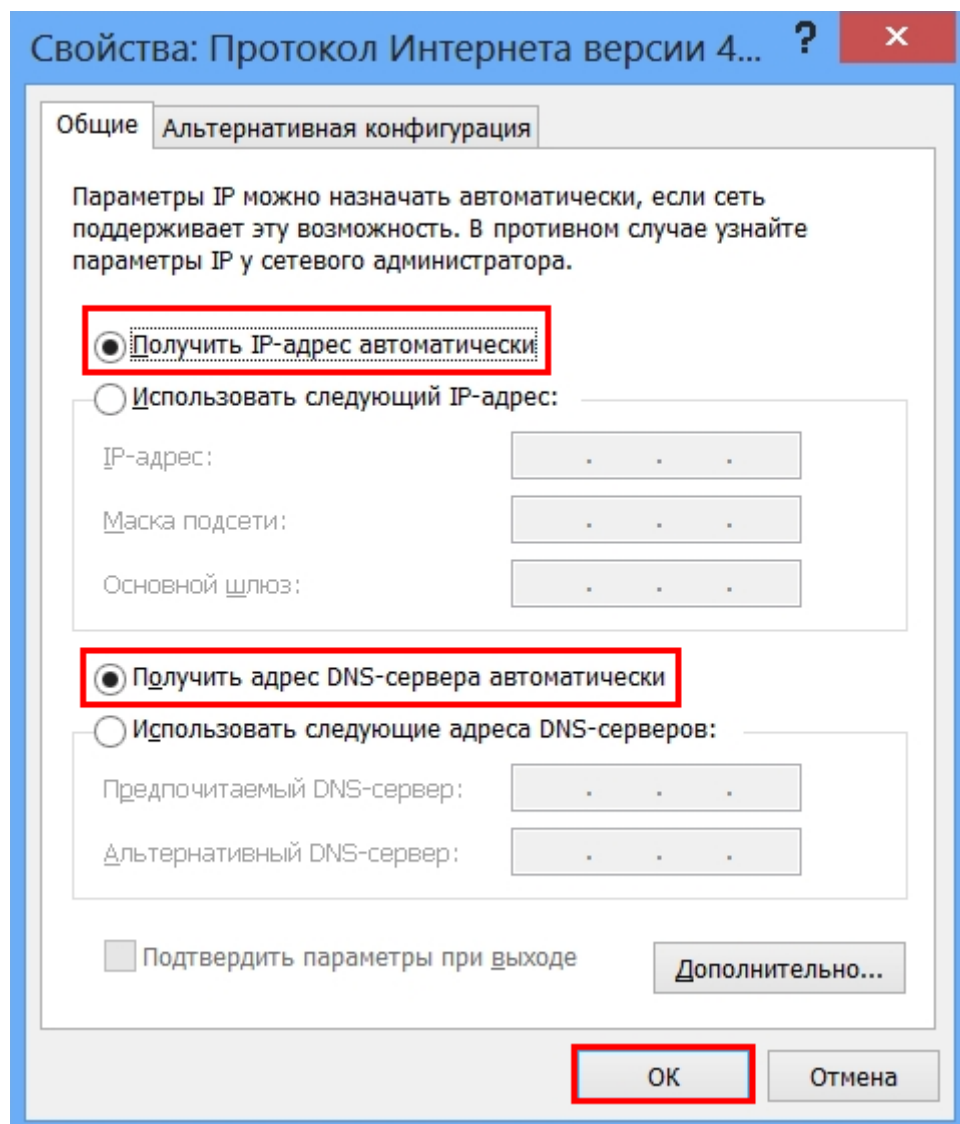 Свойства: Протокол Интернета версии 4... ?
Общие
Альтернативная конфигурация
Параметры IP можно назначать автоматически, если сеть
поддерживает эту возможность. В противном случае узнайте
параметры IP у сетевого администратора.
Получить IP-адрес автоматически
Использовать следующий IP-адрес:
IP-адрес:
Маска подсети:
Основной шлюз:
Получить адрес DNS-сервера автоматически
Использовать следующие адреса DNS-серверов:
Предпочитаемый DNS-сервер:
Альтернативный DNS-сервер:
Подтвердить параметры при выходе
Дополнительно...
ОК
Отмена